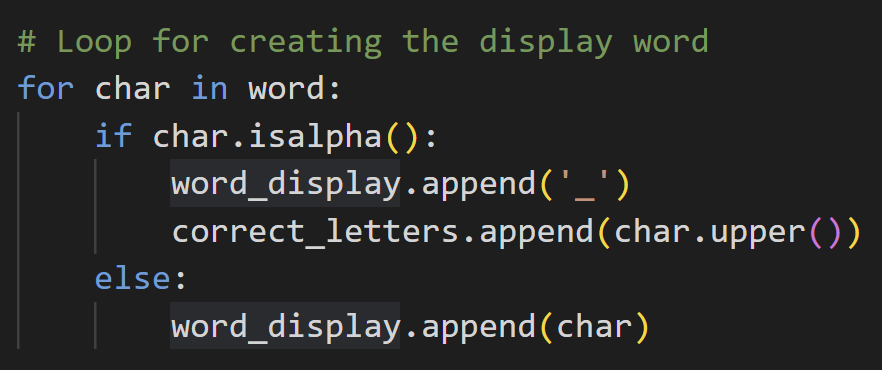 # Loop for creating the display word
for char in word:
    if char.isalpha():
        word_display.append('_')
        correct_letters.append(char.upper())
    else:
        word_display.append(char)